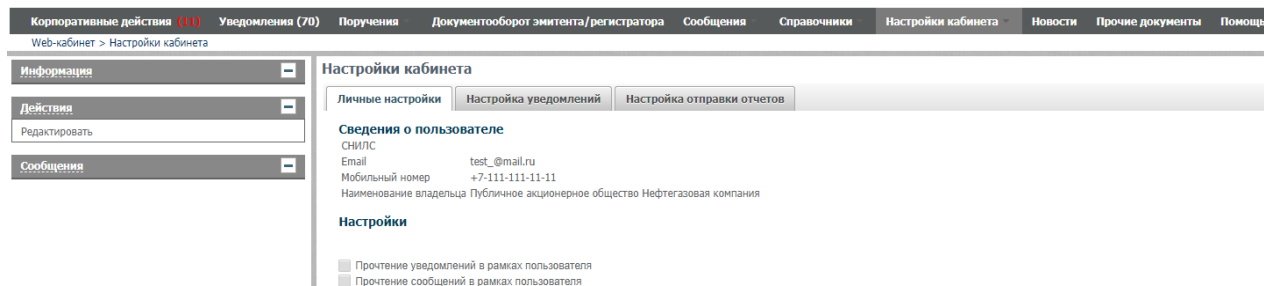 Корпоративные действия (11) Уведомления (70) Поручения Документооборот эмитента/регистратора Сообщения Справочники Настройки кабинета Новости Прочие документы Помощь
Web-кабинет > Настройки кабинета
Информация
Действия
Редактировать
Сообщения
Настройки кабинета
Личные настройки Настройка уведомлений Настройка отправки отчетов
Сведения о пользователе
СНИЛС
Email test_@mail.ru
Мобильный номер +7-111-111-11-11
Наименование владельца Публичное акционерное общество Нефтегазовая компания
Настройки
Прочтение уведомлений в рамках пользователя
Прочтение сообщений в рамках пользователя